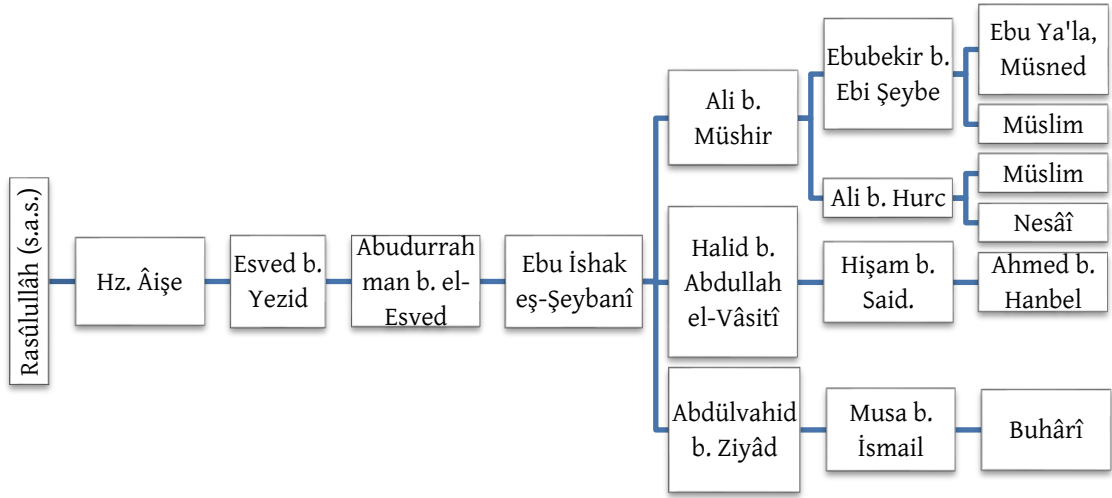 Rasûlullâh (s.a.s.)
Hz. Âişe
Esved b.
Yezid
Abudurrah
man b. el-
Esved
Ebu İshak
eş-Şeybanî
Ali b.
Müshir
Ebubekir b.
Ebi Şeybe
Ebu Ya'la,
Müsned
Müslim
Ali b. Hurc
Müslim
Nesâî
Halid b.
Abdullah
el-Vâsitî
Hişam b.
Said.
Ahmed b.
Hanbel
Abdülvahid
b. Ziyâd
Musa b.
İsmail
Buhârî